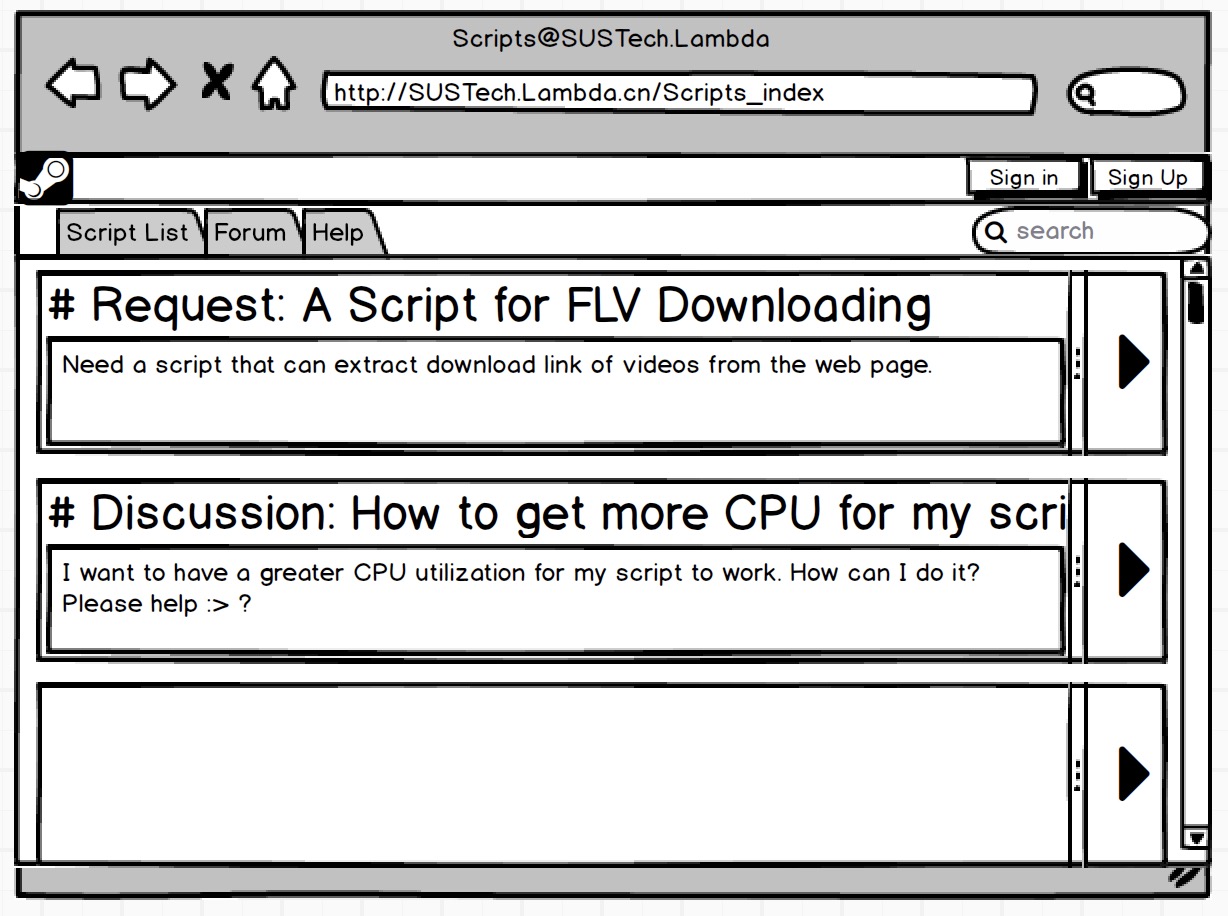 Scripts@SUSTech.Lambda
http://SUSTech.Lambda.cn/Scripts_index
Sign in
Sign Up
Script List
Forum
Help
search
# Request: A Script for FLV Downloading
Need a script that can extract download link of videos from the web page.
# Discussion: How to get more CPU for my scri
I want to have a greater CPU utilization for my script to work. How can I do it?
Please help :> ?